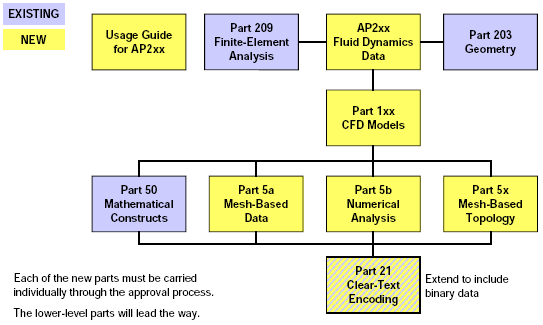 EXISTING
NEW
Usage Guide
for AP2xx
Part 209
Finite-Element
Analysis
AP2xx
Fluid Dynamics
Data
Part 203
Geometry
Part 1xx
CFD Models
Part 50
Mathematical
Constructs
Part 5a
Mesh-Based
Data
Part 5b
Numerical
Analysis
Part 5x
Mesh-Based
Topology
Part 21
Clear-Text
Encoding
Extend to include
binary data
Each of the new parts must be carried
individually through the approval process.
The lower-level parts will lead the way.